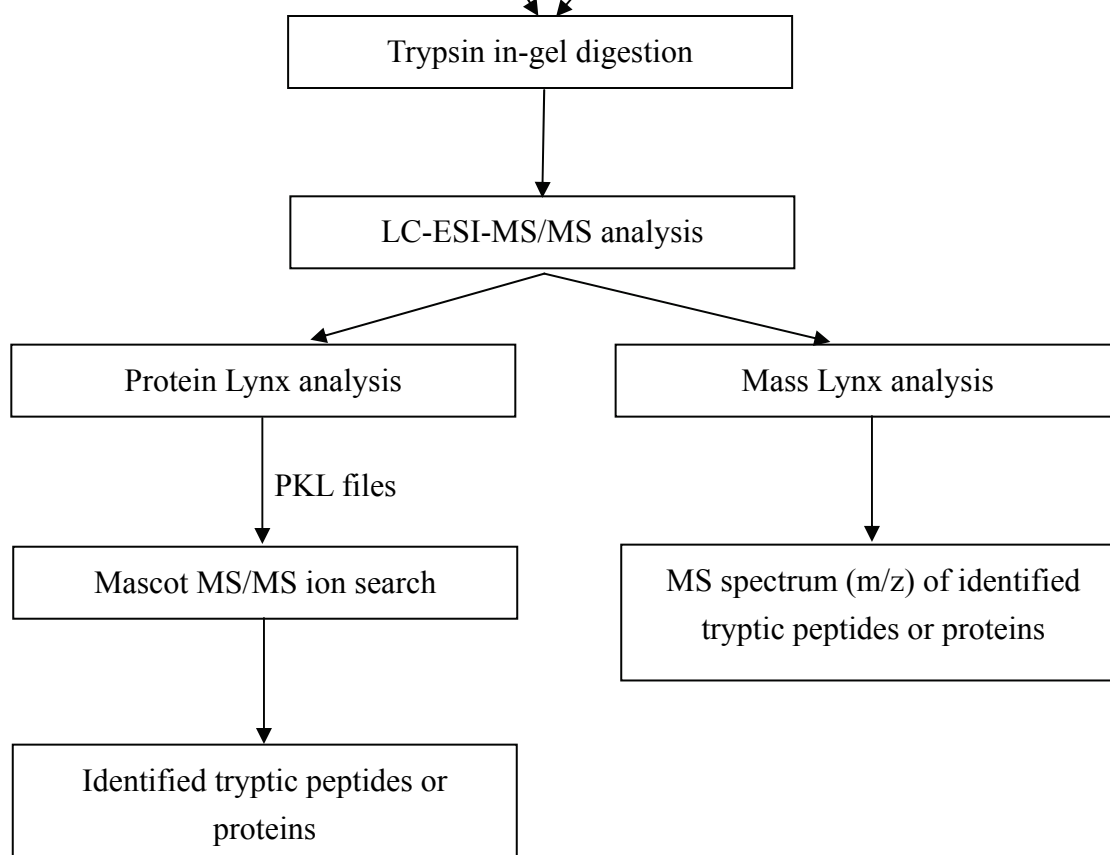 Trypsin in-gel digestion
LC-ESI-MS/MS analysis
Protein Lynx analysis
Mass Lynx analysis
PKL files
Mascot MS/MS ion search
MS spectrum (m/z) of identified
tryptic peptides or proteins
Identified tryptic peptides or
proteins